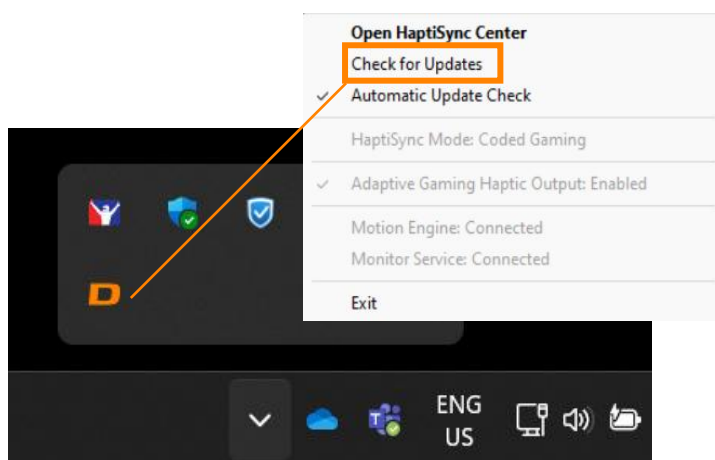 Open HaptiSync Center
Check for Updates
Automatic Update Check
HaptiSync Mode: Coded Gaming
Adaptive Gaming Haptic Output: Enabled
Motion Engine: Connected
Monitor Service: Connected
Exit
D
T
ENG
US